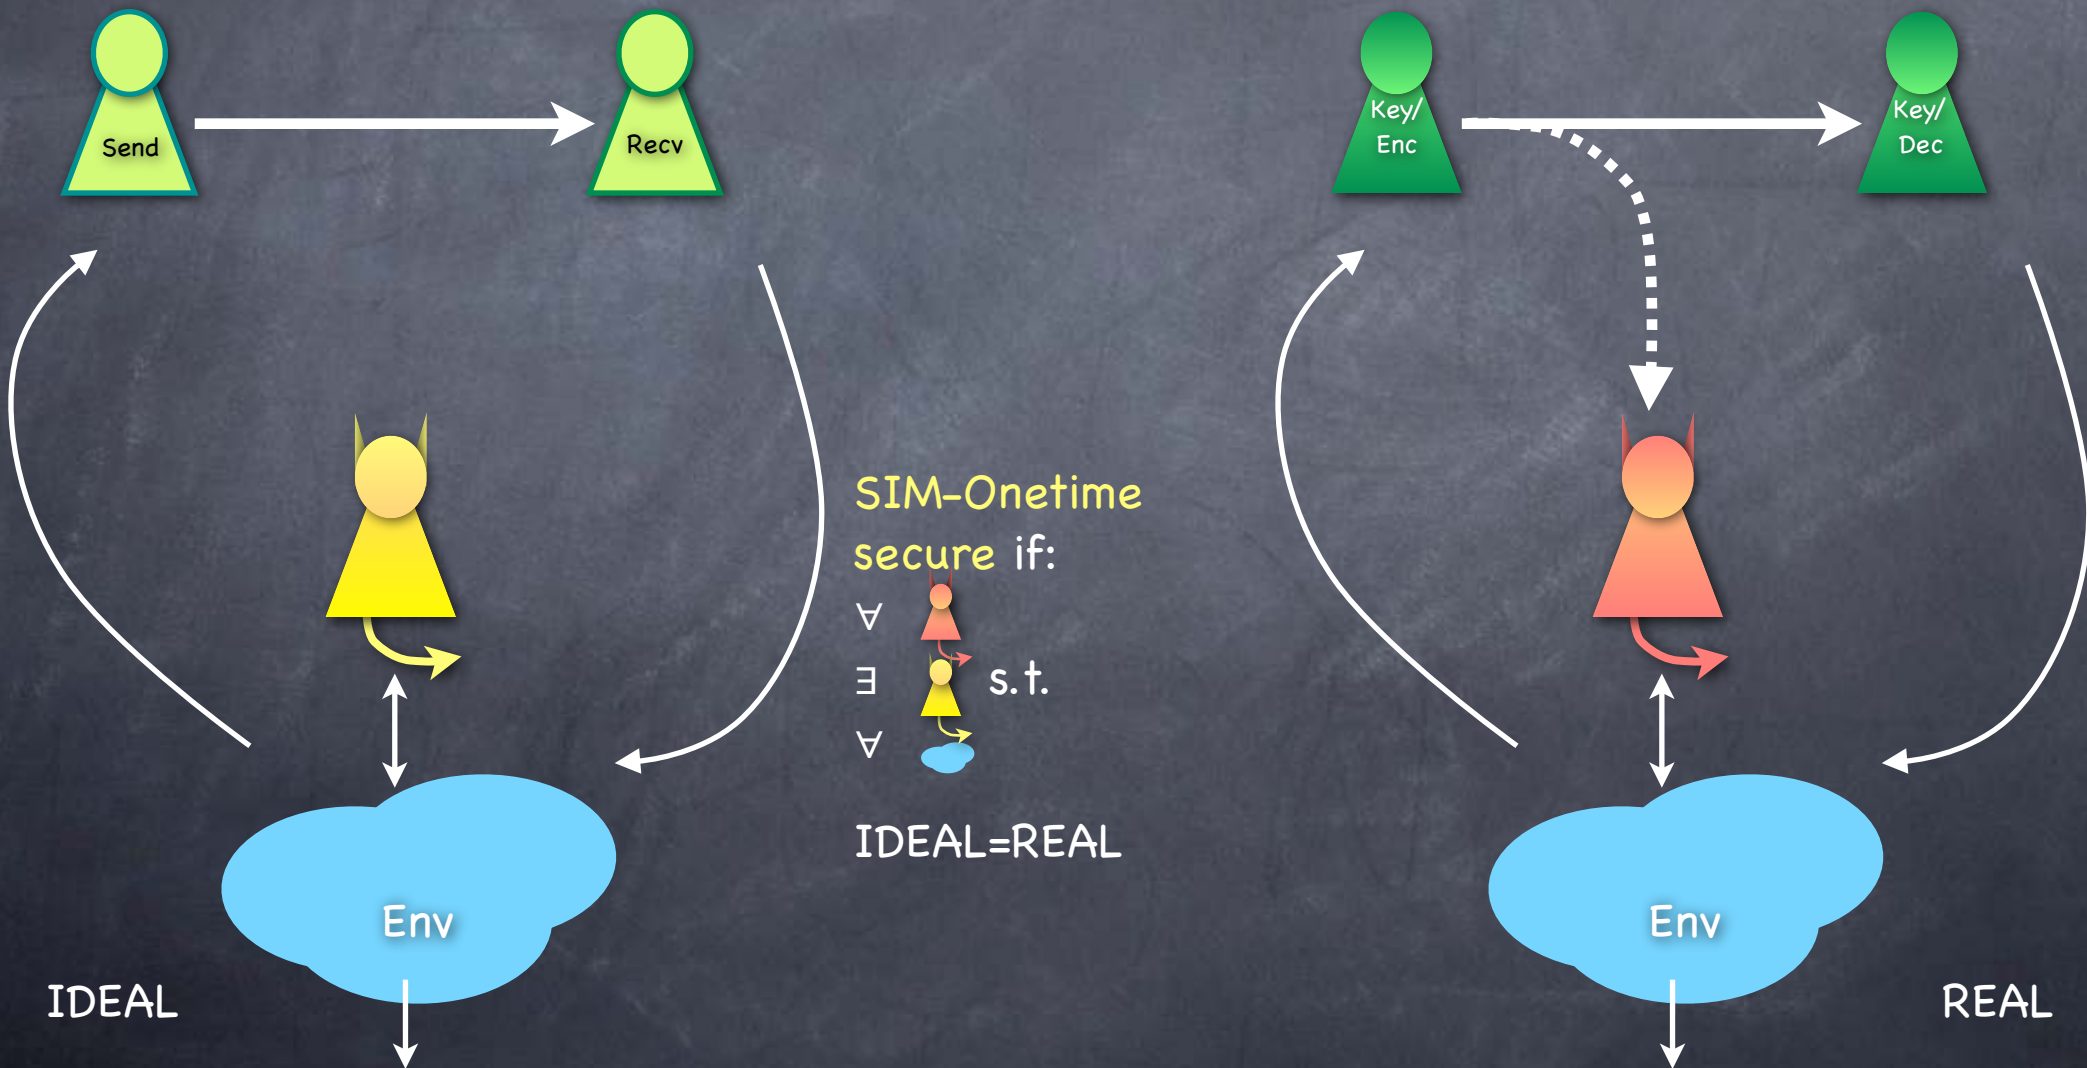 Send
Recv
Key/
Enc
Key/
Dec
SIM-Onetime
secure if:
∀
∃ s.t.
∀
IDEAL=REAL
Env
Env
IDEAL
REAL